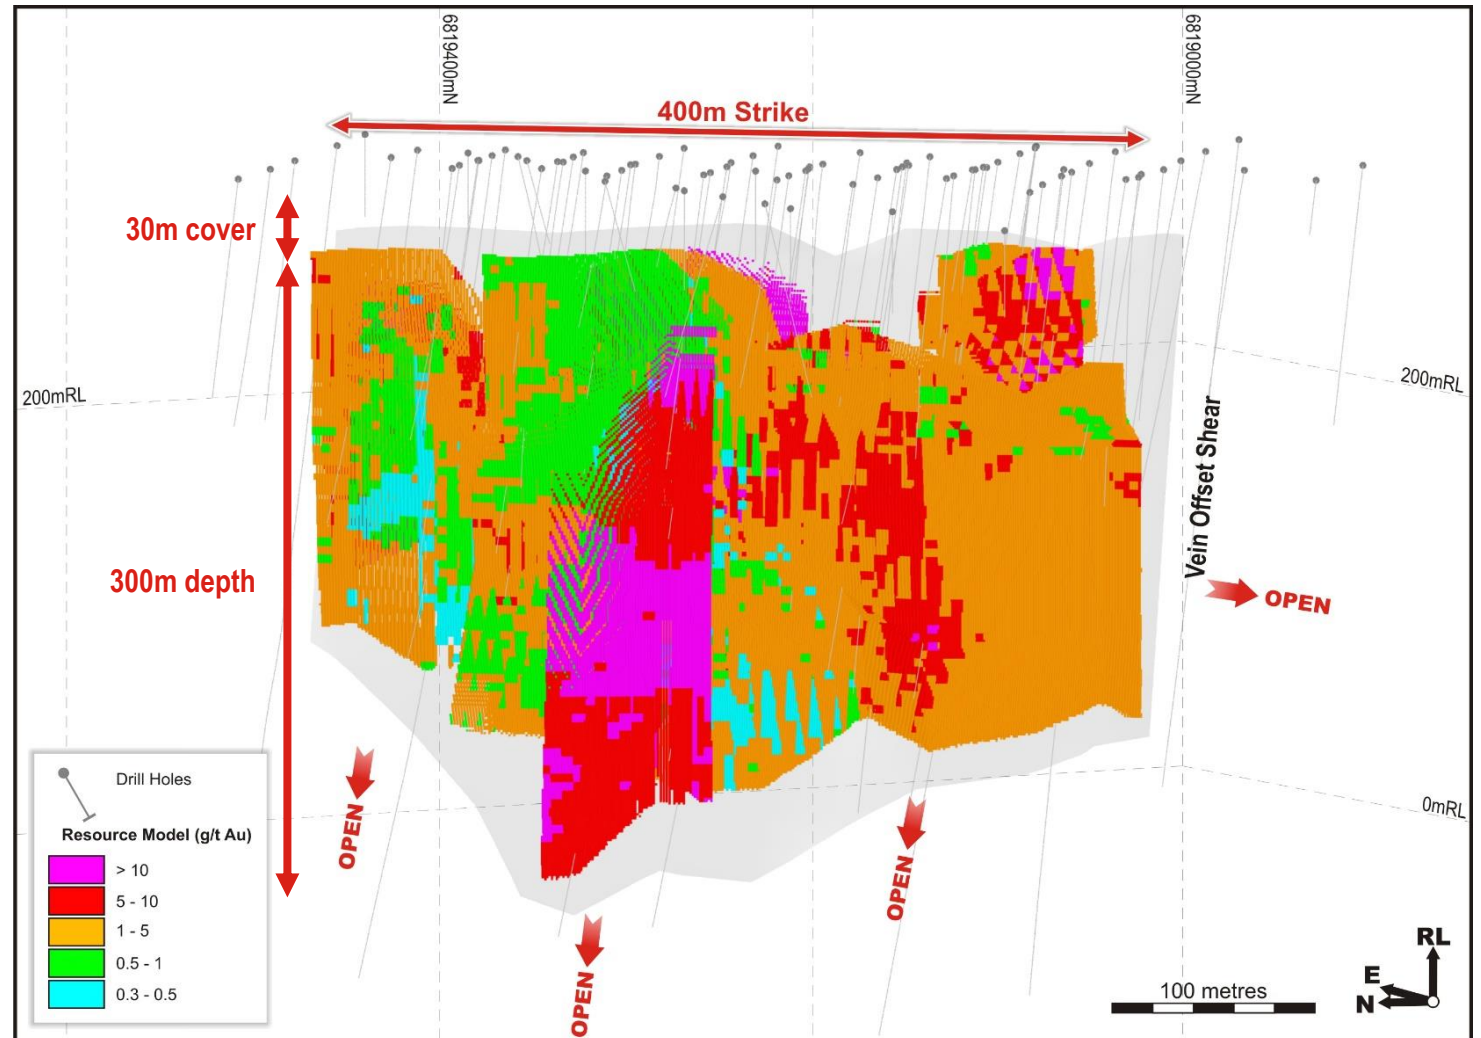 6819400mN
6819000mN
400m Strike
30m cover
200mRL
200mRL
Vein Offset Shear
300m depth
OPEN
OPEN
OPEN
OPEN
0mRL
Drill Holes
Resource Model (g/t Au)
> 10
5 - 10
1 - 5
0.5 - 1
0.3 - 0.5
100 metres
RL
E
N